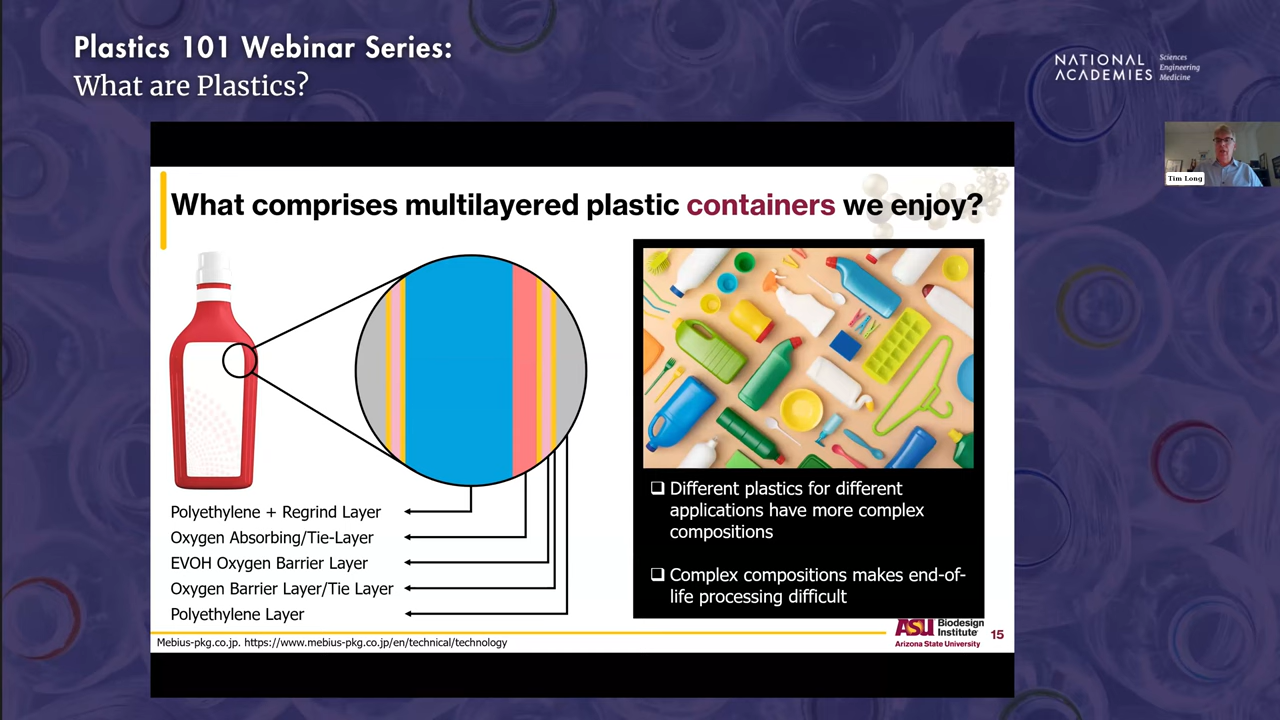 Plastics 101 Webinar Series:
What are Plastics?
NATIONAL
ACADEMIES
Sciences
Engineering
Medicine
Tim Long
What comprises multilayered plastic containers we enjoy?
Polyethylene + Regrind Layer
Oxygen Absorbing/Tie-Layer
EVOH Oxygen Barrier Layer
Oxygen Barrier Layer/Tie Layer
Polyethylene Layer
Different plastics for different
applications have more complex
compositions
Complex compositions makes end-of-
life processing difficult
Mebius-pkg.co.jp. https://www.mebius-pkg.co.jp/en/technical/technology
ASU Biodesign
Institute
Arizona State University
15